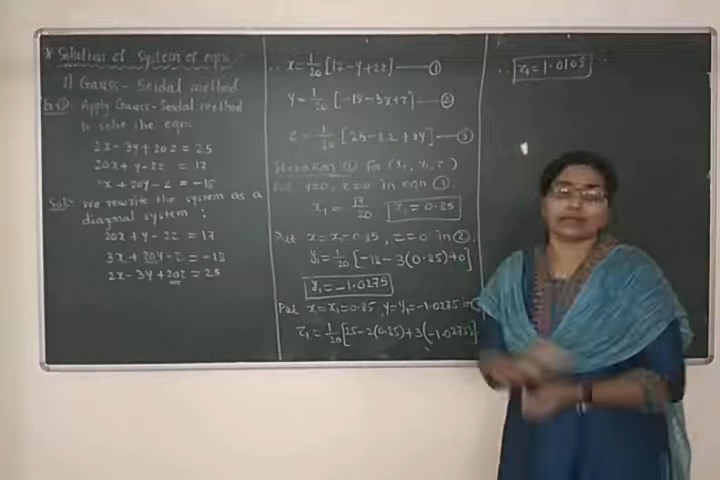 * Solution of System of eqn.
1) Gauss-Seidal method
Ex ① Apply Gauss-Seidal method
to solve the eqn
2x-3y+20z = 25
20x+y-2z = 17
3x+20y-z = -18
Sol: We rewrite the system as a
diagonal system;
20x+y-2z = 17
3x+20y-z = -18
2x-3y+20z = 25
∴ x = 1/20 [17-y+2z] — ①
y = 1/20 [-18-3x+z] — ②
z = 1/20 [25-2x+3y] — ③
Iteration ① for (x₁, y₁, z₁)
Put y=0, z=0 in eqn ①.
x₁ = 17/20 x₁ = 0.85
Put x=x₁=0.85, z=0 in ②.
y₁ = 1/20 [-18-3(0.85)+0]
y₁ = -1.0275
Put x=x₁=0.85, y=y₁=-1.0275 in
z₁ = 1/20 [25-2(0.85)+3(-1.0275)]
∴ z₁ = 1.0105